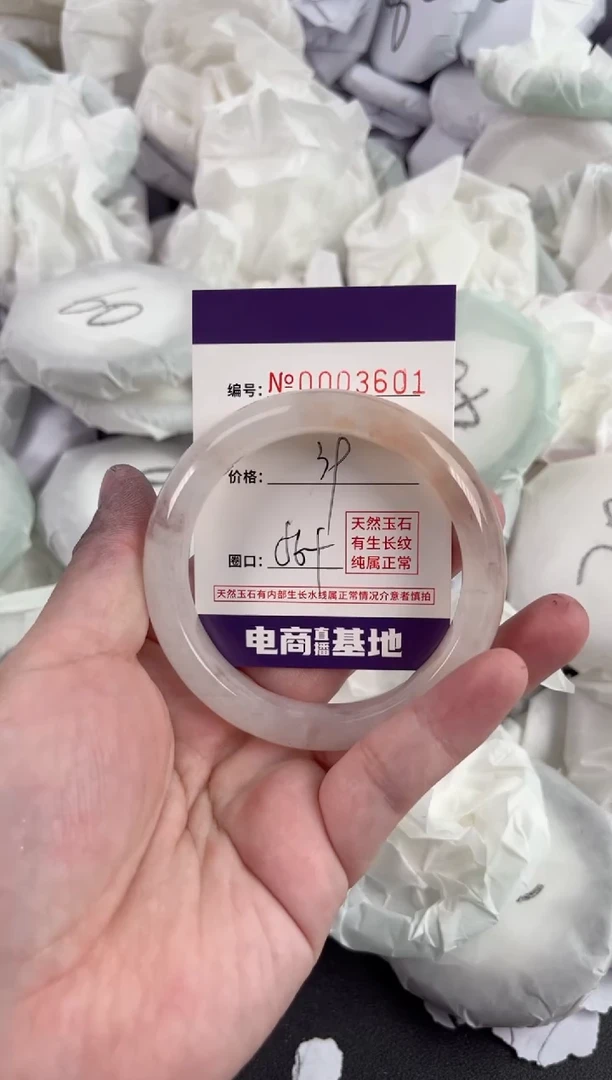 60
编号: №0003601
价格: 39
天然玉石
有生长纹
圈口:
纯属正常
天然玉石有内部生长水线属正常情况介意者慎拍
电商直播基地